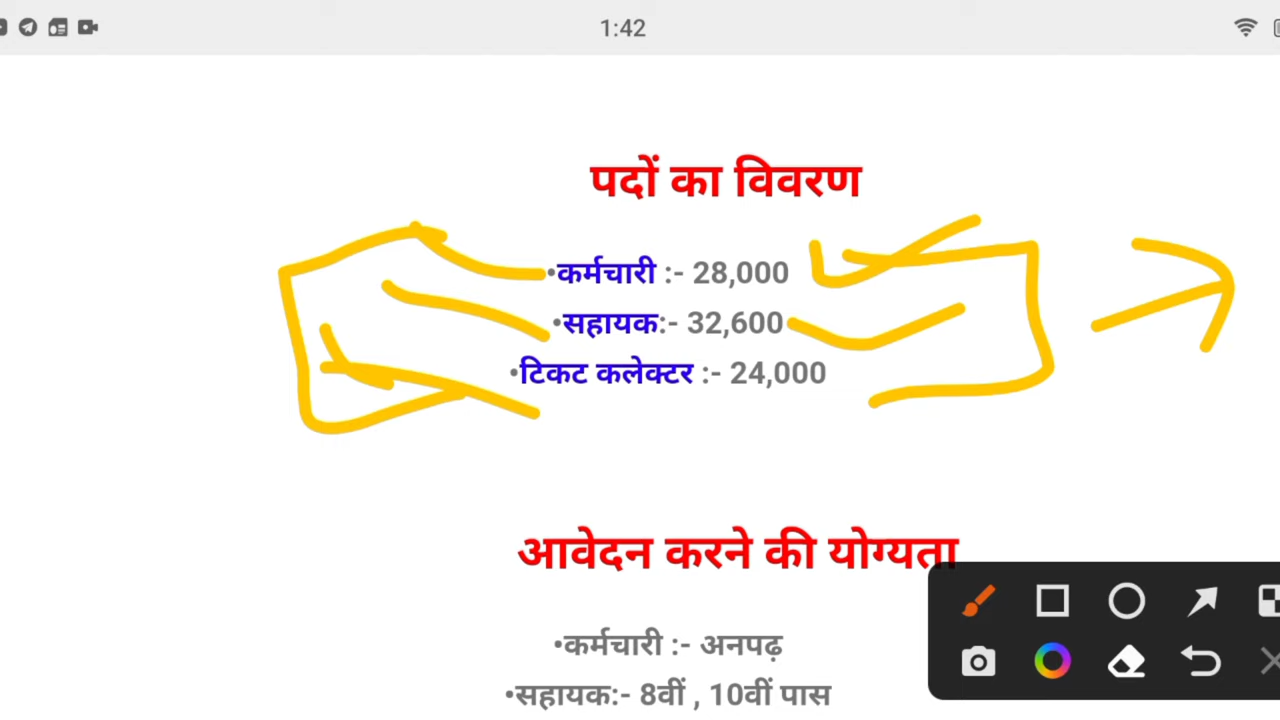 1:42
पदों का विवरण
•कर्मचारी :- 28,000
•सहायक:- 32,600
•टिकट कलेक्टर :- 24,000
आवेदन करने की योग्यता
•कर्मचारी :- अनपढ़
•सहायक:- 8वीं , 10वीं पास